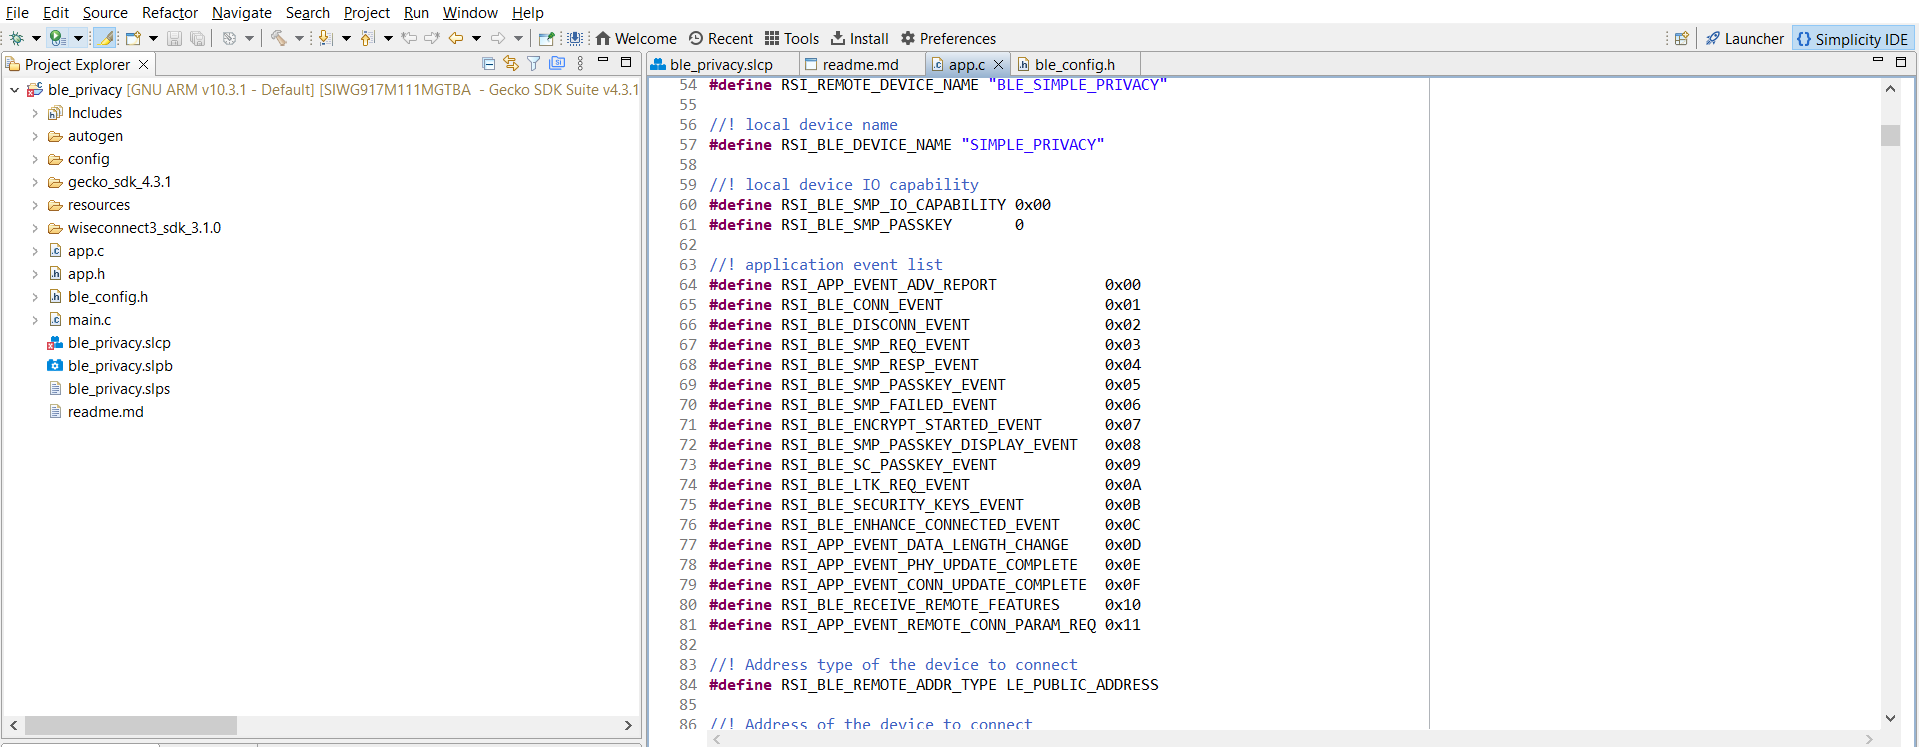 File Edit Source Refactor Navigate Search Project Run Window Help
Welcome Recent Tools Install Preferences Launcher {} Simplicity IDE
Project Explorer
ble_privacy [GNU ARM v10.3.1 - Default] [SIWG917M111MGTBA - Gecko SDK Suite v4.3.1
Includes
autogen
config
gecko_sdk_4.3.1
resources
wiseconnect3_sdk_3.1.0
app.c
app.h
ble_config.h
main.c
ble_privacy.slcp
ble_privacy.slpb
ble_privacy.slps
readme.md
ble_privacy.slcp readme.md app.c ble_config.h
54 #define RSI_REMOTE_DEVICE_NAME "BLE_SIMPLE_PRIVACY"
55
56 //! local device name
57 #define RSI_BLE_DEVICE_NAME "SIMPLE_PRIVACY"
58
59 //! local device IO capability
60 #define RSI_BLE_SMP_IO_CAPABILITY 0x00
61 #define RSI_BLE_SMP_PASSKEY       0
62
63 //! application event list
64 #define RSI_APP_EVENT_ADV_REPORT            0x00
65 #define RSI_BLE_CONN_EVENT                  0x01
66 #define RSI_BLE_DISCONN_EVENT               0x02
67 #define RSI_BLE_SMP_REQ_EVENT               0x03
68 #define RSI_BLE_SMP_RESP_EVENT              0x04
69 #define RSI_BLE_SMP_PASSKEY_EVENT           0x05
70 #define RSI_BLE_SMP_FAILED_EVENT            0x06
71 #define RSI_BLE_ENCRYPT_STARTED_EVENT       0x07
72 #define RSI_BLE_SMP_PASSKEY_DISPLAY_EVENT   0x08
73 #define RSI_BLE_SC_PASSKEY_EVENT            0x09
74 #define RSI_BLE_LTK_REQ_EVENT               0x0A
75 #define RSI_BLE_SECURITY_KEYS_EVENT         0x0B
76 #define RSI_BLE_ENHANCE_CONNECTED_EVENT     0x0C
77 #define RSI_APP_EVENT_DATA_LENGTH_CHANGE    0x0D
78 #define RSI_APP_EVENT_PHY_UPDATE_COMPLETE   0x0E
79 #define RSI_APP_EVENT_CONN_UPDATE_COMPLETE  0x0F
80 #define RSI_BLE_RECEIVE_REMOTE_FEATURES     0x10
81 #define RSI_APP_EVENT_REMOTE_CONN_PARAM_REQ 0x11
82
83 //! Address type of the device to connect
84 #define RSI_BLE_REMOTE_ADDR_TYPE LE_PUBLIC_ADDRESS
85
86 //! Address of the device to connect